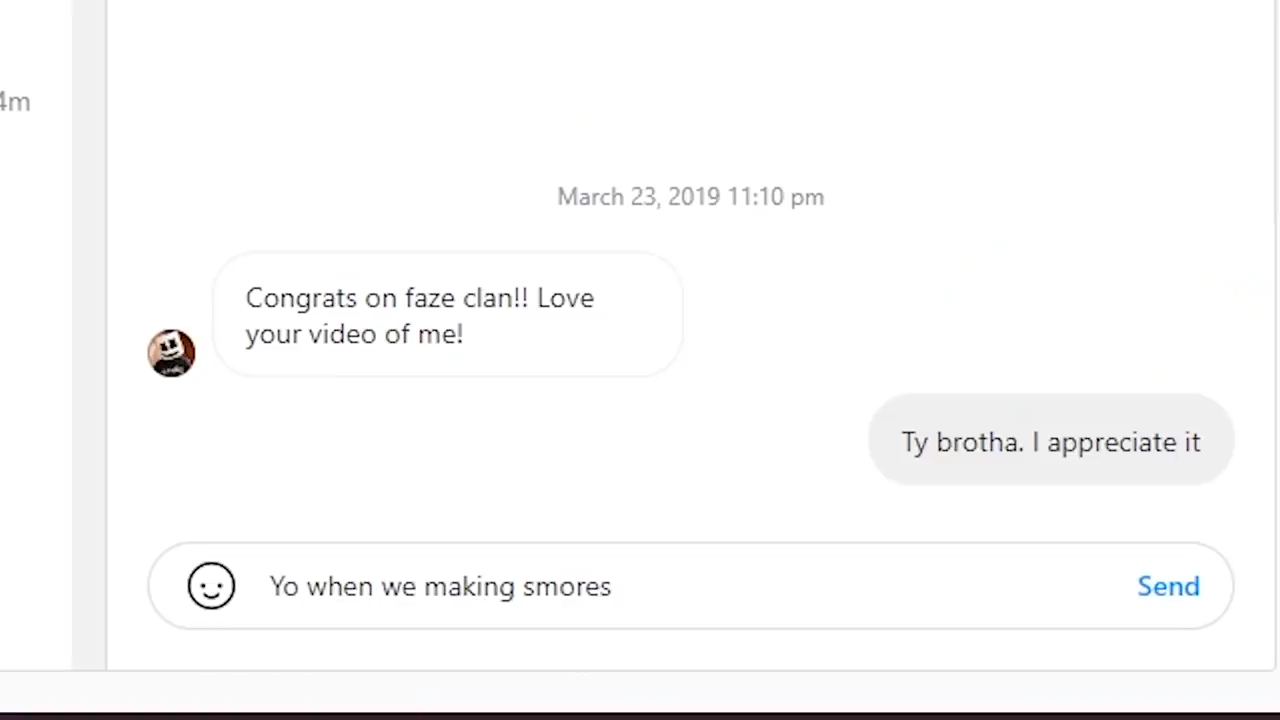 4m
March 23, 2019 11:10 pm
Congrats on faze clan!! Love
your video of me!
Ty brotha. I appreciate it
Yo when we making smores
Send